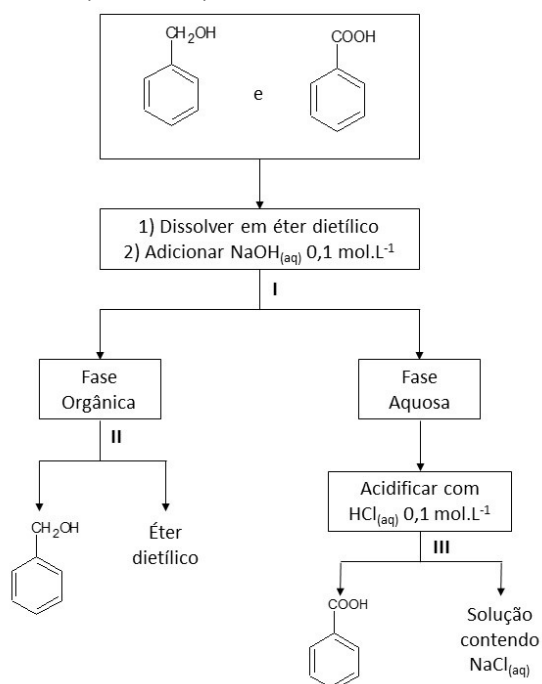 CH2OH
COOH
e
1) Dissolver em éter dietílico
2) Adicionar NaOH(aq) 0,1 mol.L-1
I
Fase
Orgânica
Fase
Aquosa
II
Acidificar com
HCl(aq) 0,1 mol.L-1
III
CH2OH
Éter
dietílico
COOH
Solução
contendo
NaCl(aq)